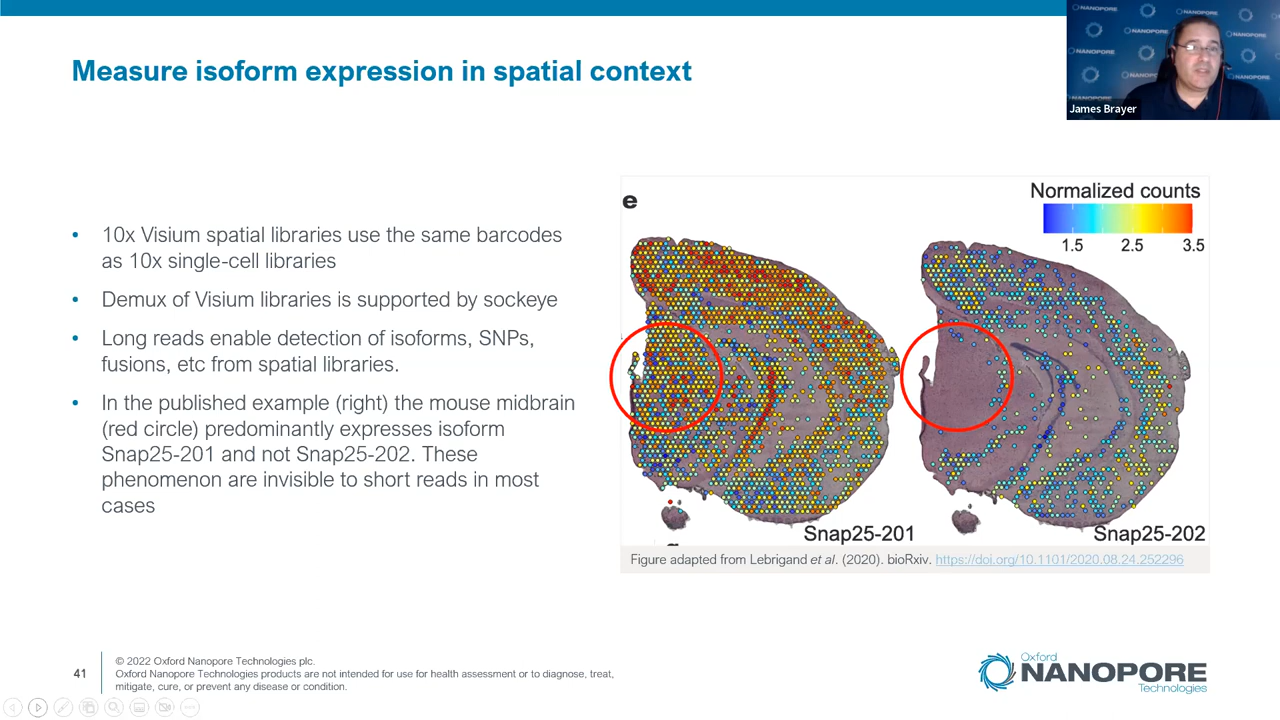 Measure isoform expression in spatial context
NANOPORE
NANOPORE
NANOPORE
NANOPORE
NANOPORE
James Brayer
• 10x Visium spatial libraries use the same barcodes
as 10x single-cell libraries
• Demux of Visium libraries is supported by sockeye
• Long reads enable detection of isoforms, SNPs,
fusions, etc from spatial libraries.
• In the published example (right) the mouse midbrain
(red circle) predominantly expresses isoform
Snap25-201 and not Snap25-202. These
phenomenon are invisible to short reads in most
cases
e
Normalized counts
1.5 2.5 3.5
Snap25-201
Snap25-202
Figure adapted from Lebrigand et al. (2020). bioRxiv. https://doi.org/10.1101/2020.08.24.252296
41
© 2022 Oxford Nanopore Technologies plc.
Oxford Nanopore Technologies products are not intended for use for health assessment or to diagnose, treat,
mitigate, cure, or prevent any disease or condition.
Oxford
NANOPORE
Technologies